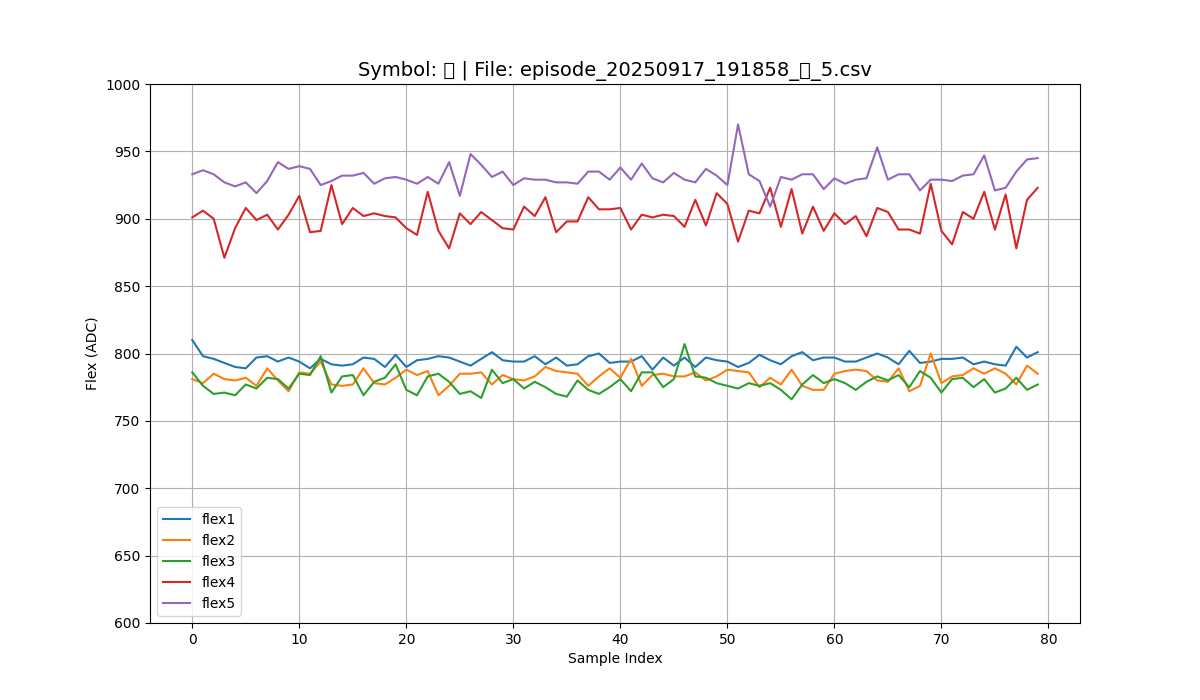 Symbol: | File: episode_20250917_191858_ _5.csv
1000
950
900
850
800
750
700
650
600
Flex (ADC)
flex1
flex2
flex3
flex4
flex5
0 10 20 30 40 50 60 70 80
Sample Index